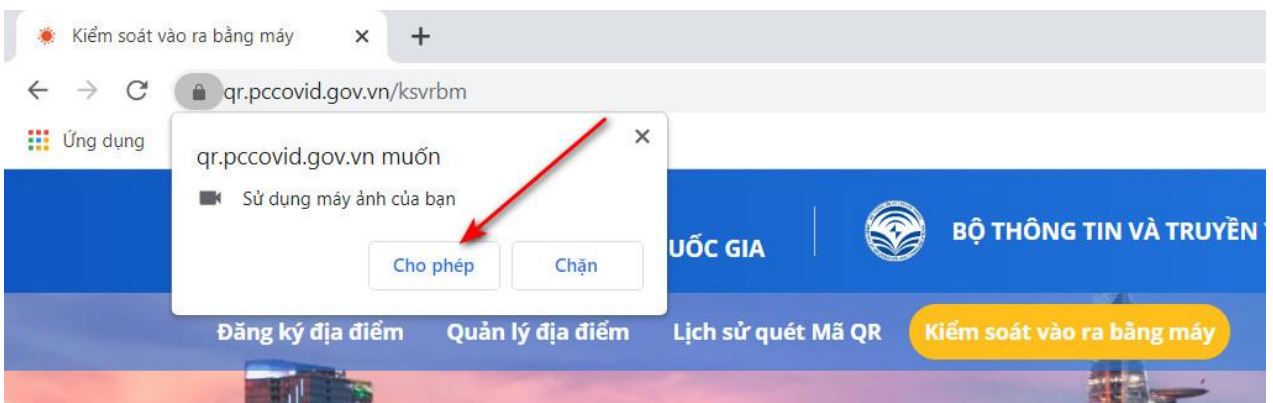 Kiểm soát vào ra bằng máy
qr.pccovid.gov.vn/ksvrbm
Ứng dụng
qr.pccovid.gov.vn muốn
Sử dụng máy ảnh của bạn
Cho phép Chặn
UỐC GIA BỘ THÔNG TIN VÀ TRUYỀN
Đăng ký địa điểm Quản lý địa điểm Lịch sử quét Mã QR Kiểm soát vào ra bằng máy